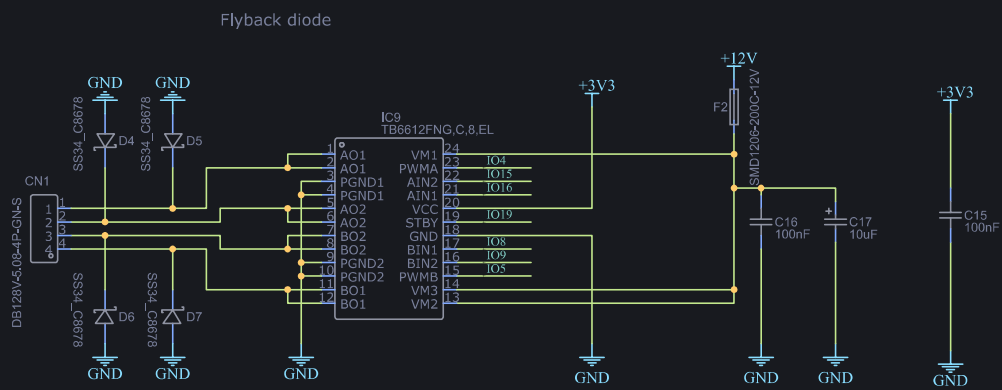 Flyback diode
GND
GND
SS34_C8678
D4
SS34_C8678
D5
CN1
DB128V-5.08-4P-GN-S
1
2
3
4
1
2
3
4
SS34_C8678
D6
SS34_C8678
D7
GND
GND
GND
IC9
TB6612FNG,C,8,EL
1 AO1 VM1 24
2 AO1 PWMA 23 IO4
3 PGND1 AIN2 22 IO15
4 PGND1 AIN1 21 IO16
5 AO2 VCC 20
6 AO2 STBY 19 IO19
7 BO2 GND 18
8 BO2 BIN1 17 IO8
9 PGND2 BIN2 16 IO9
10 PGND2 PWMB 15 IO5
11 BO1 VM3 14
12 BO1 VM2 13
+3V3
GND
+12V
F2
SMD1206-200C-12V
C16
100nF
GND
+
C17
10uF
GND
+3V3
C15
100nF
GND